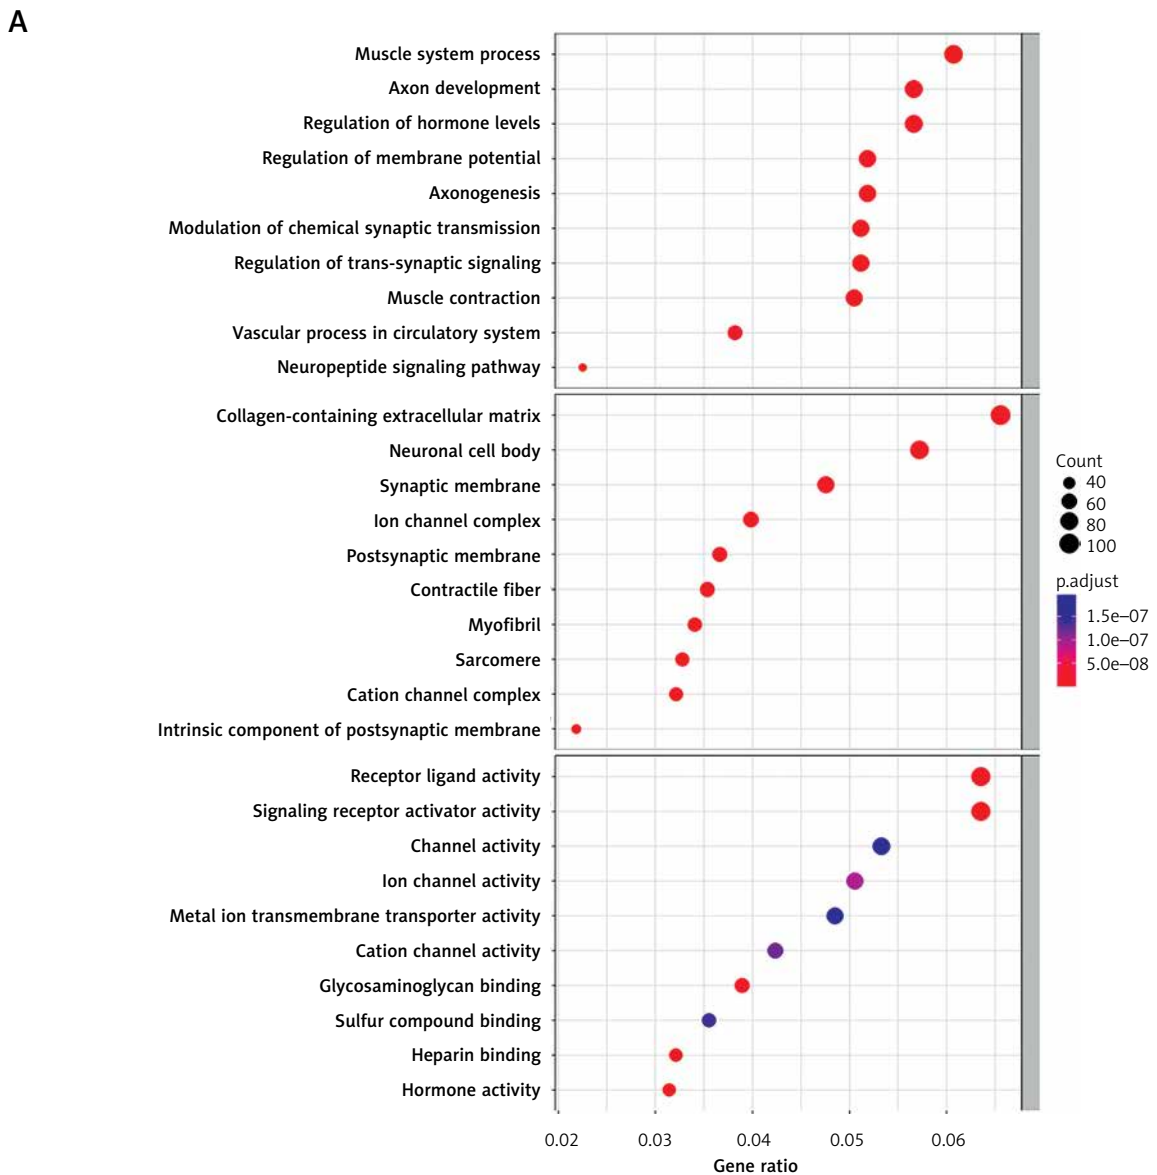 A
Muscle system process
Axon development
Regulation of hormone levels
Regulation of membrane potential
Axonogenesis
Modulation of chemical synaptic transmission
Regulation of trans-synaptic signaling
Muscle contraction
Vascular process in circulatory system
Neuropeptide signaling pathway
Collagen-containing extracellular matrix
Neuronal cell body
Synaptic membrane
Ion channel complex
Postsynaptic membrane
Contractile fiber
Myofibril
Sarcomere
Cation channel complex
Intrinsic component of postsynaptic membrane
Receptor ligand activity
Signaling receptor activator activity
Channel activity
Ion channel activity
Metal ion transmembrane transporter activity
Cation channel activity
Glycosaminoglycan binding
Sulfur compound binding
Heparin binding
Hormone activity
0.02 0.03 0.04 0.05 0.06
Gene ratio
Count
40
60
80
100
p.adjust
1.5e–07
1.0e–07
5.0e–08